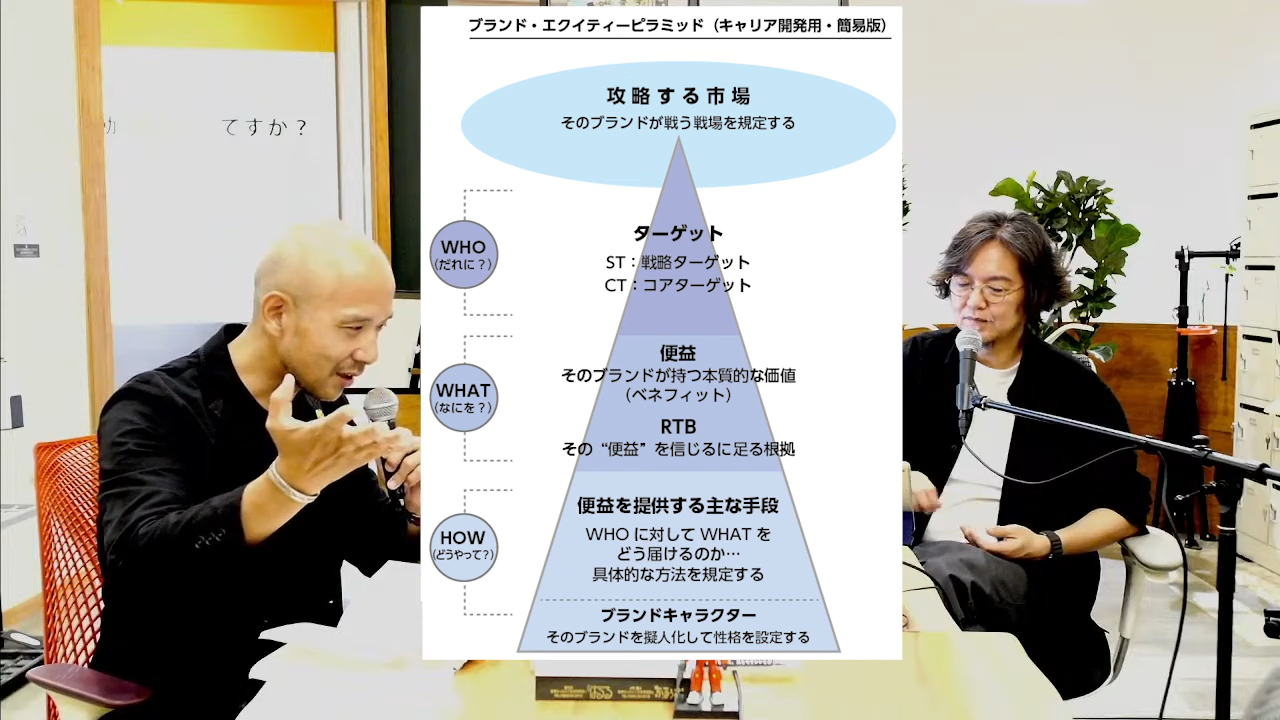 ブランド・エクイティーピラミッド（キャリア開発用・簡易版）
てすか？
攻略する市場
そのブランドが戦う戦場を規定する
WHO
（だれに？）
ターゲット
ST：戦略ターゲット
CT：コアターゲット
WHAT
（なにを？）
便益
そのブランドが持つ本質的な価値
（ベネフィット）
RTB
その“便益”を信じるに足る根拠
HOW
（どうやって？）
便益を提供する主な手段
WHO に対して WHAT を
どう届けるのか…
具体的な方法を規定する
ブランドキャラクター
そのブランドを擬人化して性格を設定する